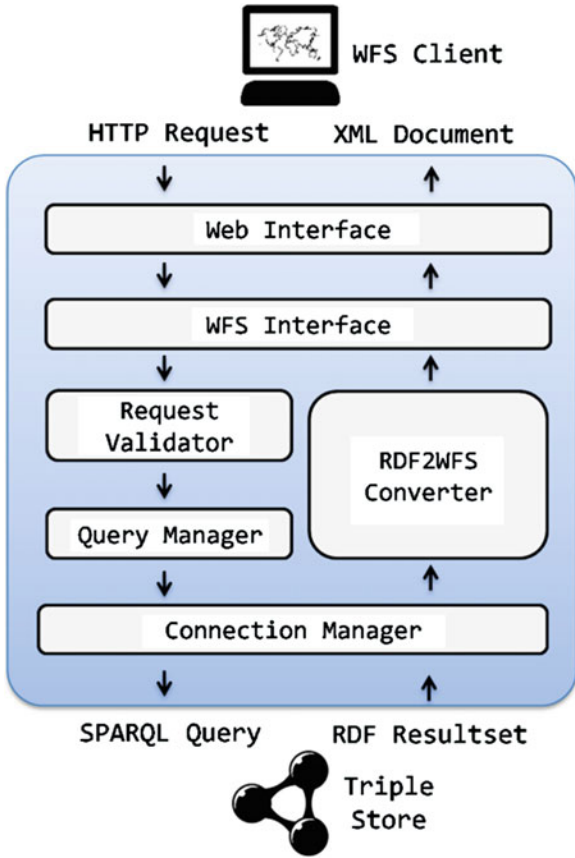 WFS Client
HTTP Request
XML Document
Web Interface
WFS Interface
Request
Validator
RDF2WFS
Converter
Query Manager
Connection Manager
SPARQL Query
RDF Resultset
Triple
Store